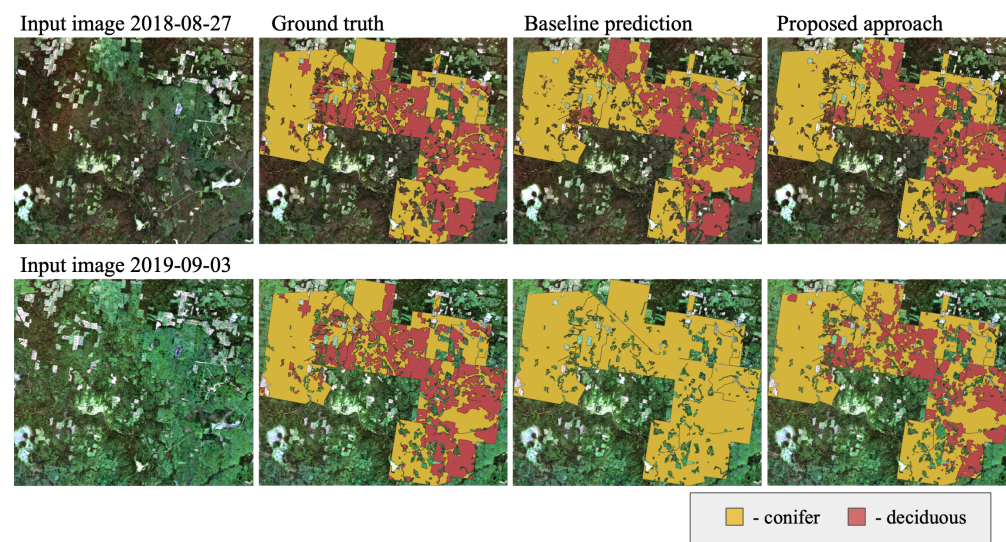 Input image 2018-08-27 Ground truth Baseline prediction Proposed approach
Input image 2019-09-03
- conifer - deciduous